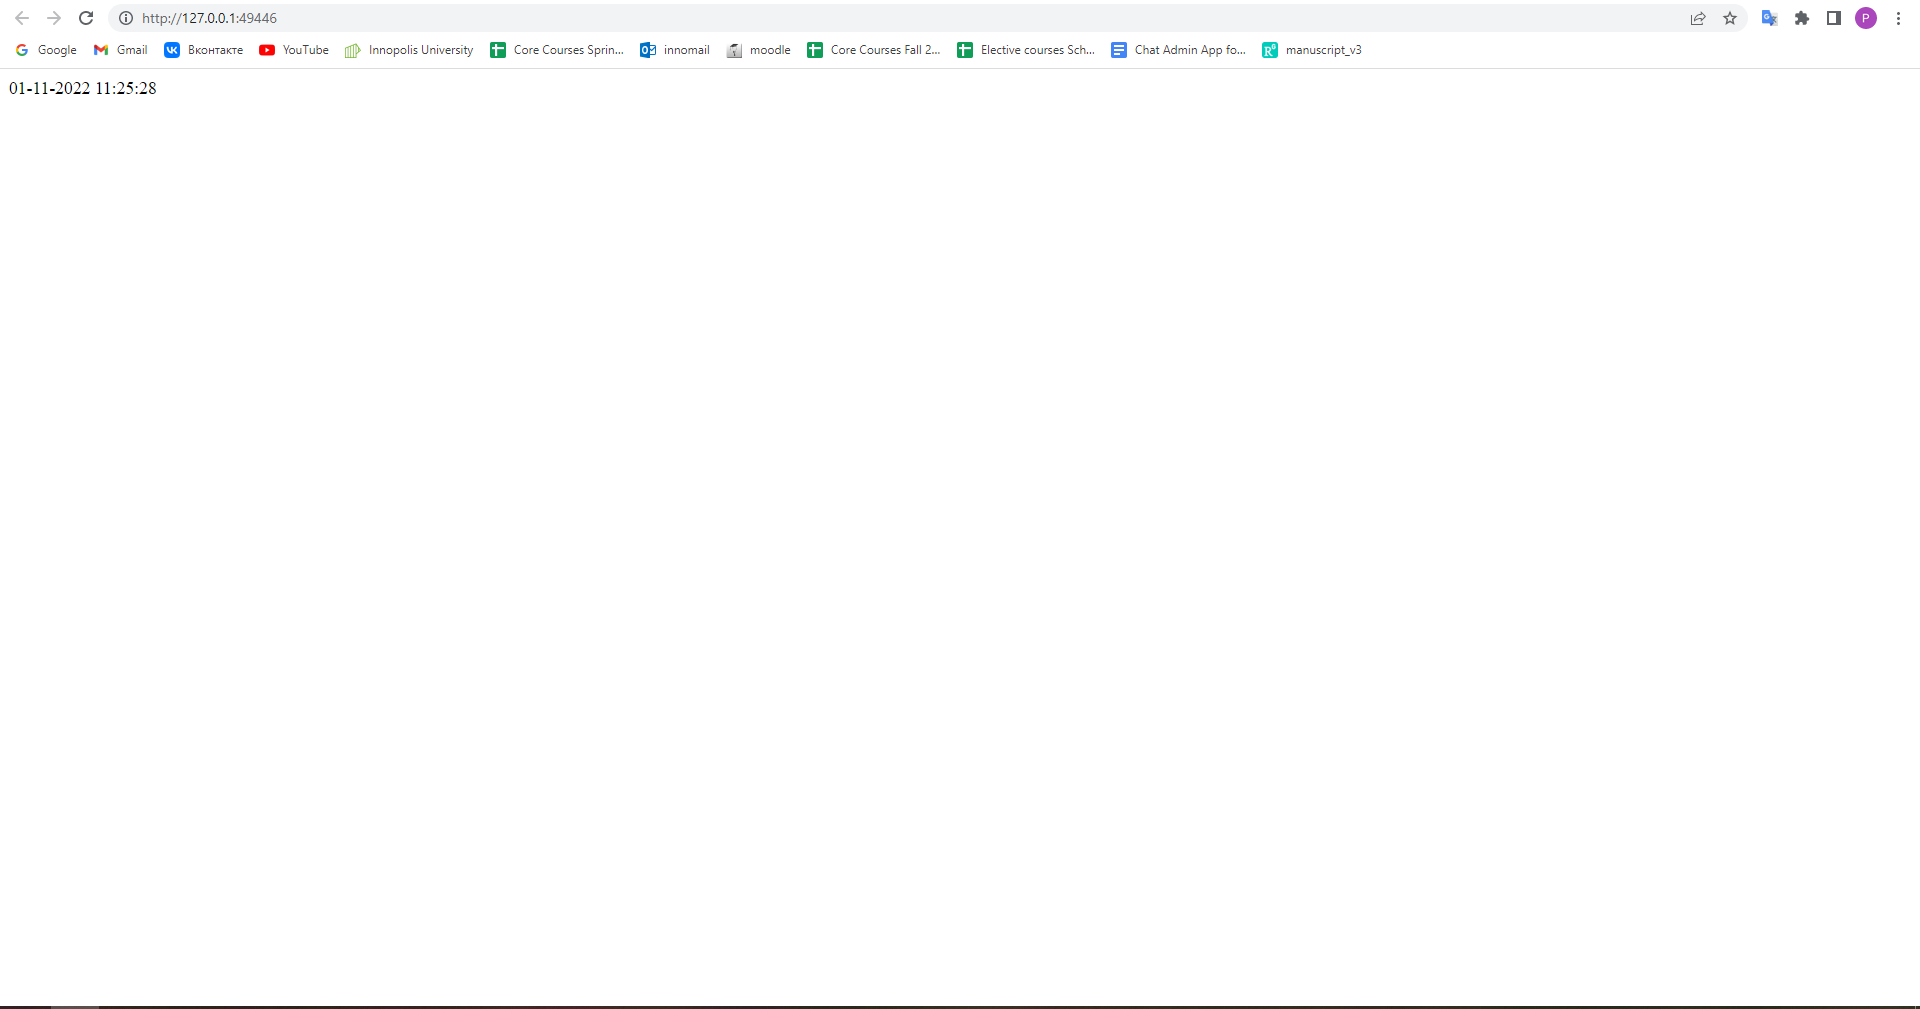 http://127.0.0.1:49446
P
Google Gmail Вконтакте YouTube Innopolis University Core Courses Sprin... innomail moodle Core Courses Fall 2... Elective courses Sch... Chat Admin App fo... manuscript_v3
01-11-2022 11:25:28